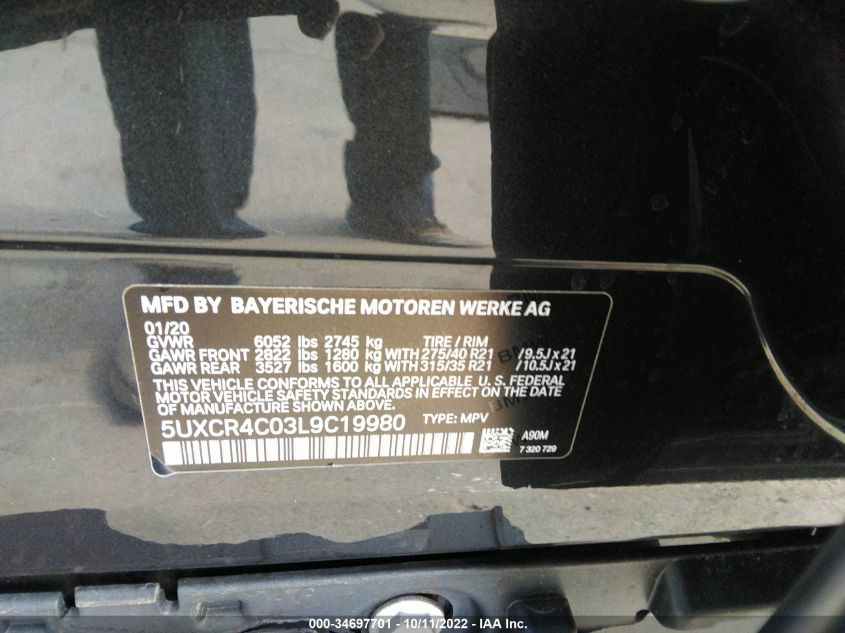 MFD BY BAYERISCHE MOTOREN WERKE AG
01/20
GVWR 6052 lbs 2745 kg TIRE / RIM
GAWR FRONT 2822 lbs 1280 kg WITH 275/40 R21 / 9.5J x 21
GAWR REAR 3527 lbs 1600 kg WITH 315/35 R21 / 10.5J x 21
THIS VEHICLE CONFORMS TO ALL APPLICABLE U. S. FEDERAL
MOTOR VEHICLE SAFETY STANDARDS IN EFFECT ON THE DATE
OF MANUFACTURE SHOWN ABOVE.
5UXCR4C03L9C19980 TYPE: MPV
A90M
7 320 729
000-34697701 - 10/11/2022 - IAA Inc.